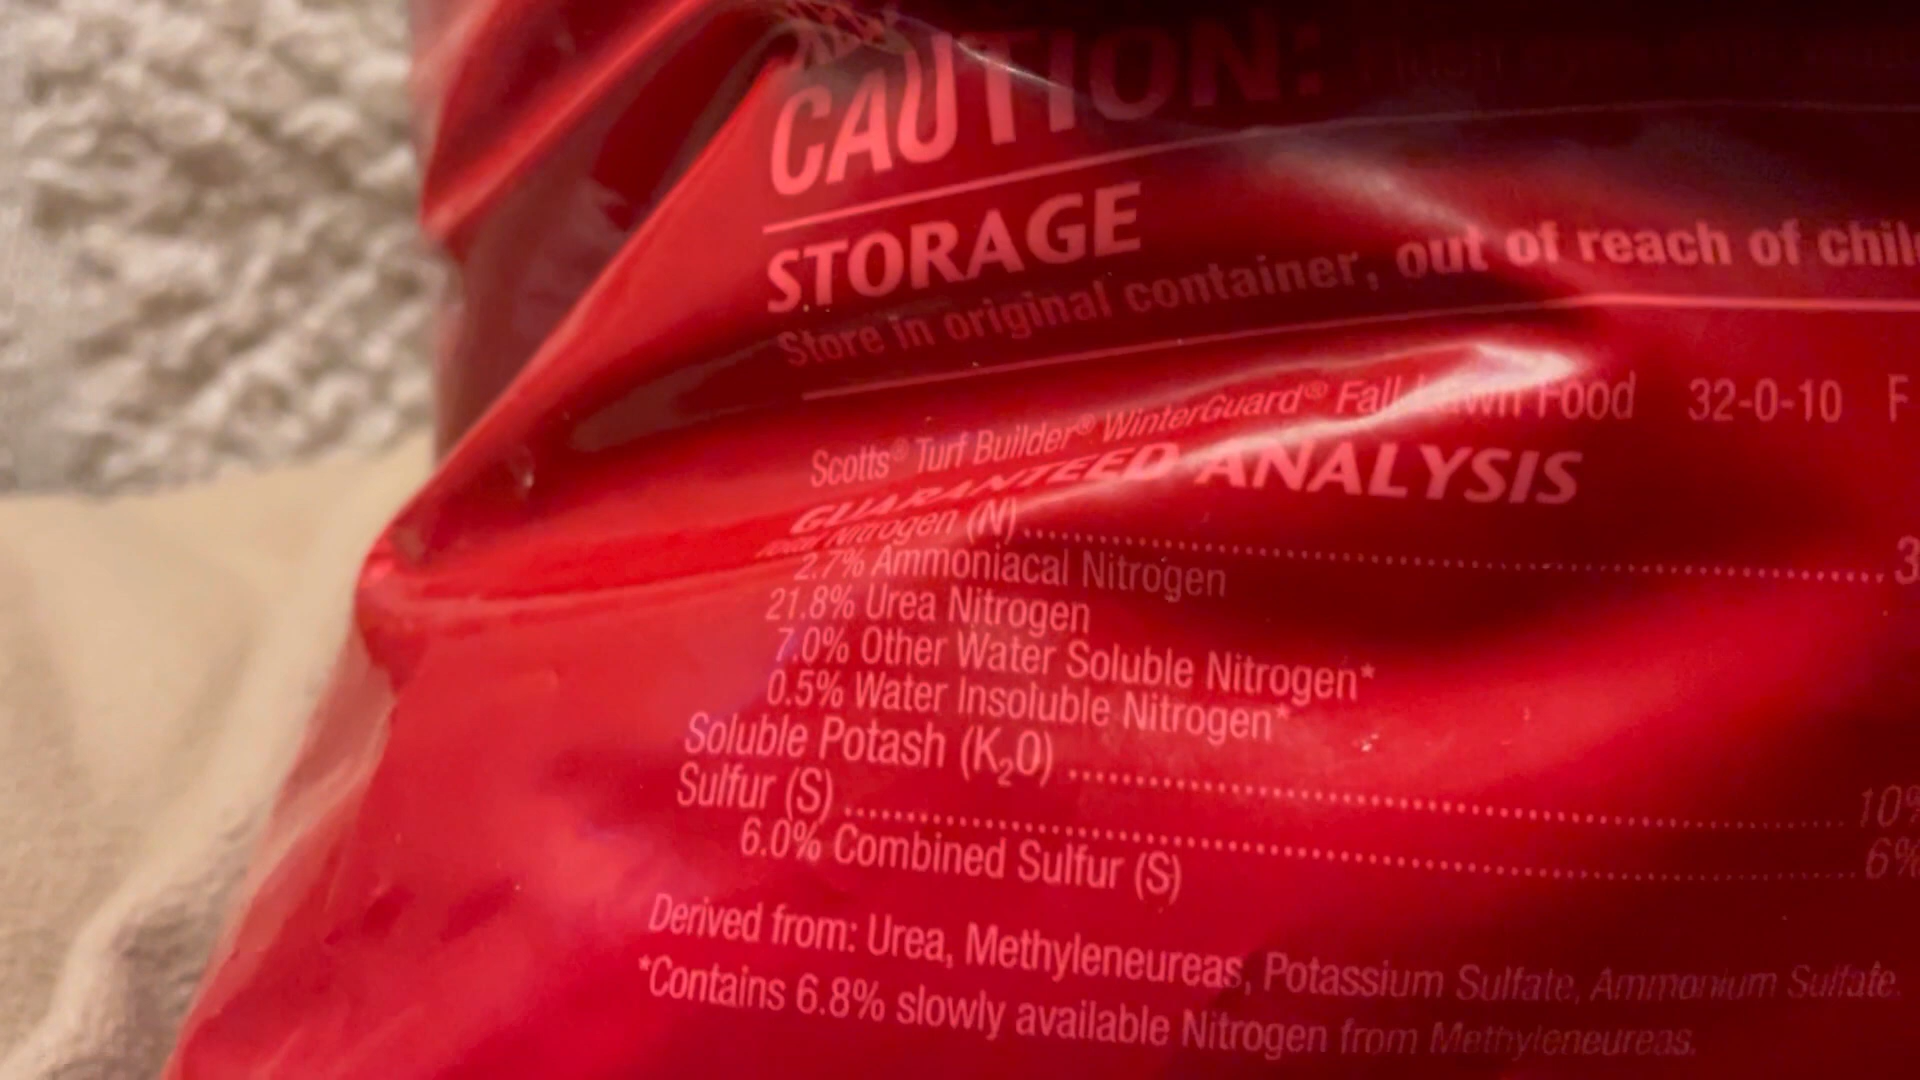 CAUTION:
STORAGE
Store in original container, out of reach of chil
Scotts® Turf Builder® WinterGuard® Fall Lawn Food 32-0-10 F
GUARANTEED ANALYSIS
Total Nitrogen (N)........................................3
2.7% Ammoniacal Nitrogen
21.8% Urea Nitrogen
7.0% Other Water Soluble Nitrogen*
0.5% Water Insoluble Nitrogen*
Soluble Potash (K₂O)........................................10%
Sulfur (S)........................................6%
6.0% Combined Sulfur (S)
Derived from: Urea, Methyleneureas, Potassium Sulfate, Ammonium Sulfate.
*Contains 6.8% slowly available Nitrogen from Methyleneureas.